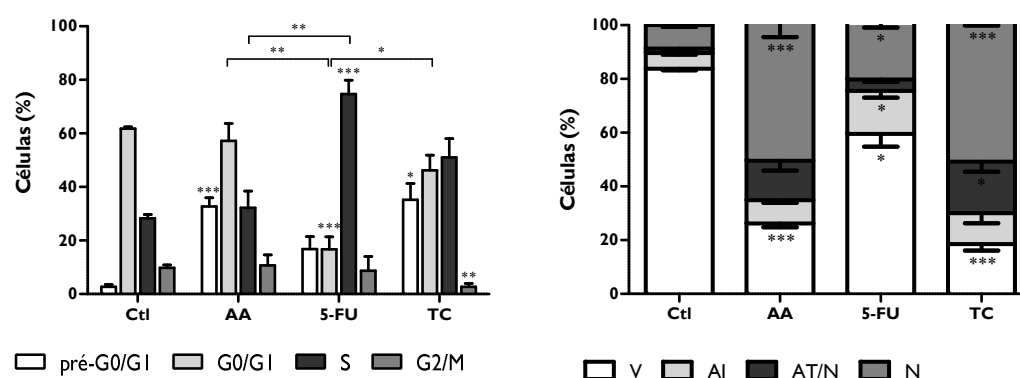 100
80
60
40
20
0
Células (%)
**
**
*
***
***
***
*
**
Ctl
AA
5-FU
TC
pré-G0/G1
G0/G1
S
G2/M
100
80
60
40
20
0
Células (%)
***
*
***
*
*
*
***
***
Ctl
AA
5-FU
TC
V
AI
AT/N
N